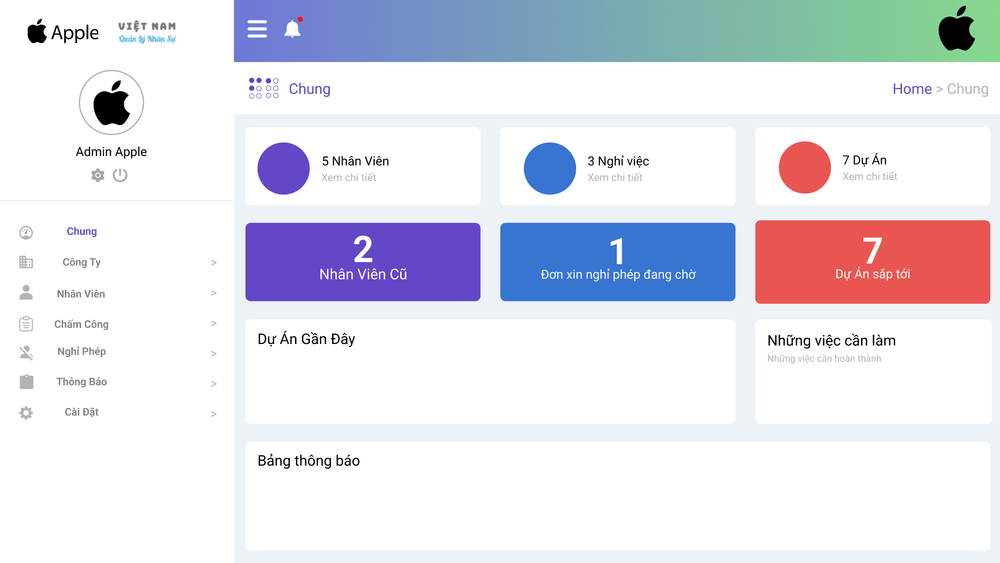 Apple
VIỆT NAM
Quản Lý Nhân Sự
Admin Apple
Chung
Công Ty >
Nhân Viên >
Chấm Công >
Nghỉ Phép >
Thông Báo >
Cài Đặt >
Chung
Home > Chung
5 Nhân Viên
Xem chi tiết
3 Nghỉ việc
Xem chi tiết
7 Dự Án
Xem chi tiết
2
Nhân Viên Cũ
1
Đơn xin nghỉ phép đang chờ
7
Dự Án sắp tới
Dự Án Gần Đây
Những việc cần làm
Những việc cần hoàn thành
Bảng thông báo